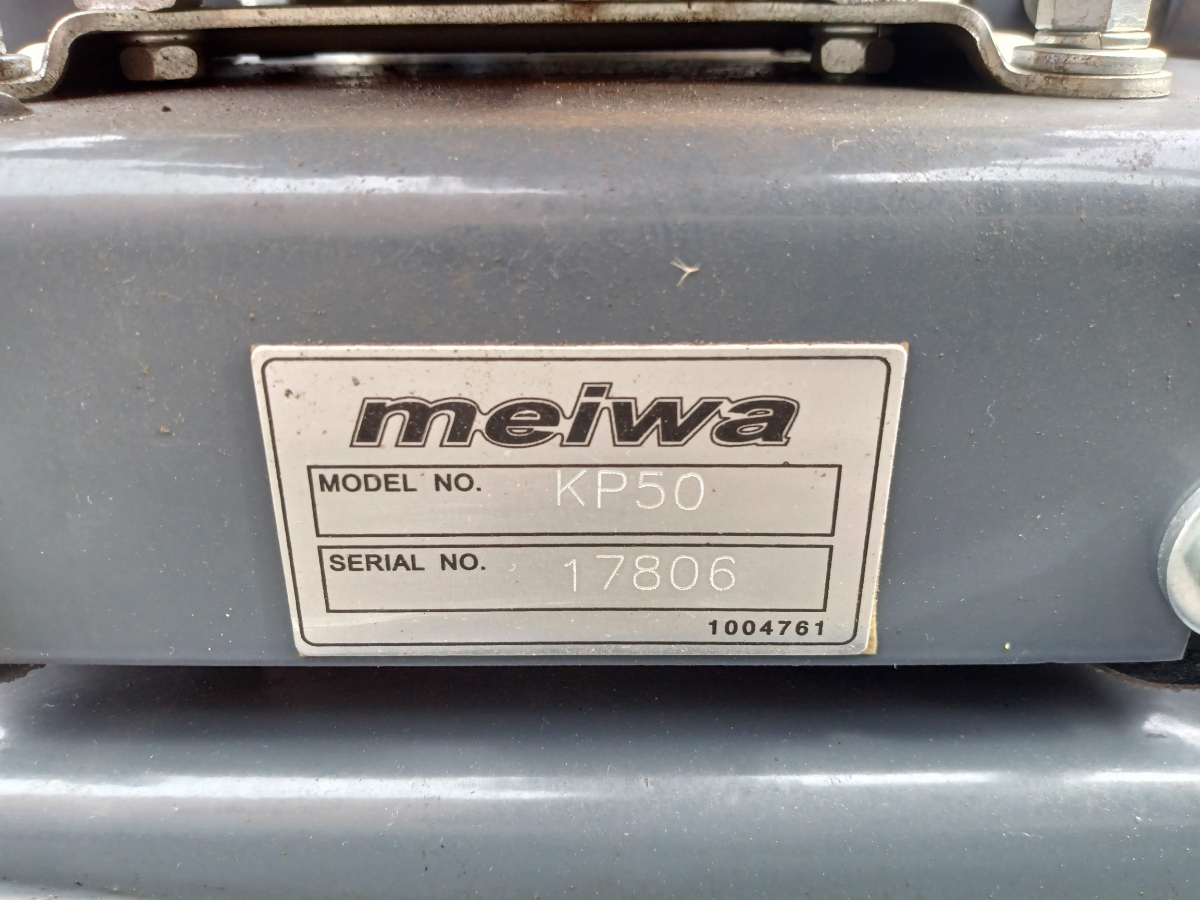 meiwa
MODEL NO. KP50
SERIAL NO. 17806
1004761